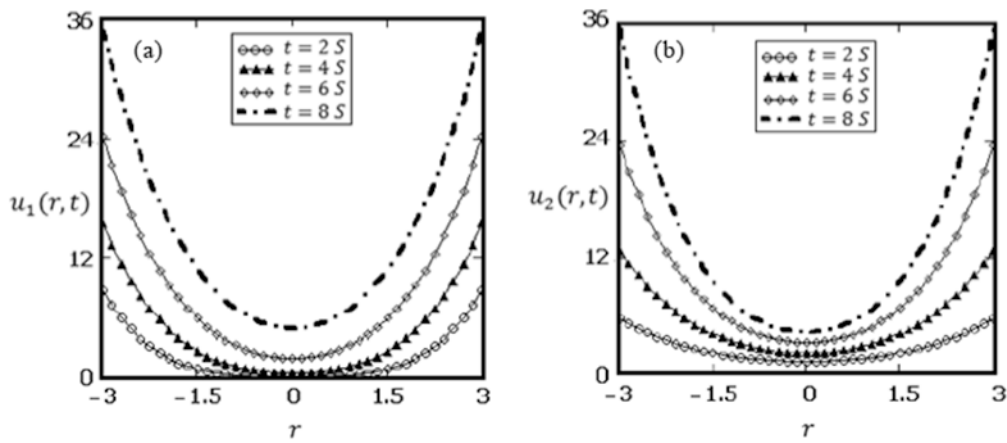 36
(a)
t = 2 S
t = 4 S
t = 6 S
t = 8 S
24
u₁(r,t)
12
0
−3
−1.5
0
1.5
3
r
36
(b)
t = 2 S
t = 4 S
t = 6 S
t = 8 S
24
u₂(r,t)
12
0
−3
−1.5
0
1.5
3
r